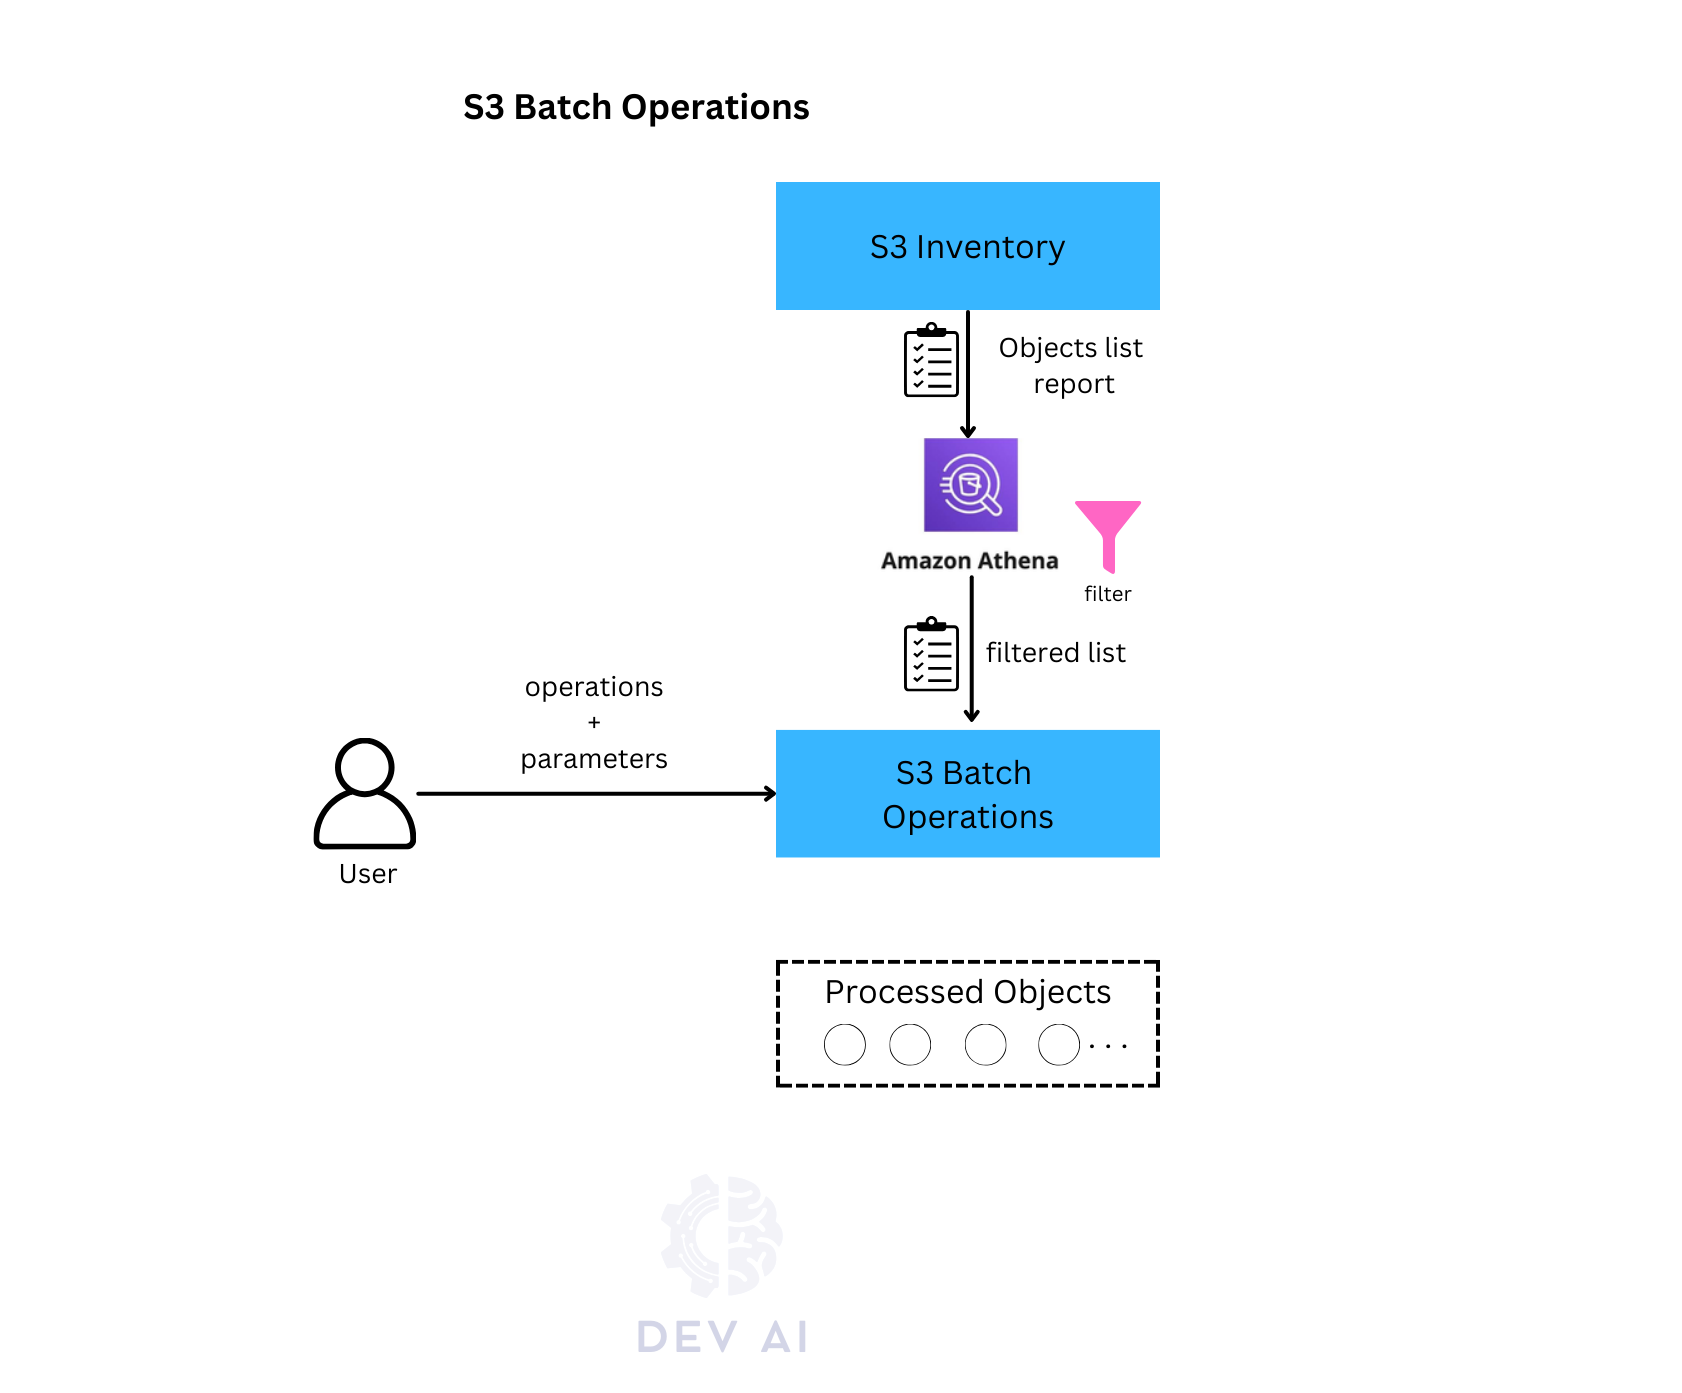 S3 Batch Operations
S3 Inventory
Objects list
report
Amazon Athena
filter
filtered list
operations
+
parameters
S3 Batch
Operations
User
Processed Objects
...
DEV AI